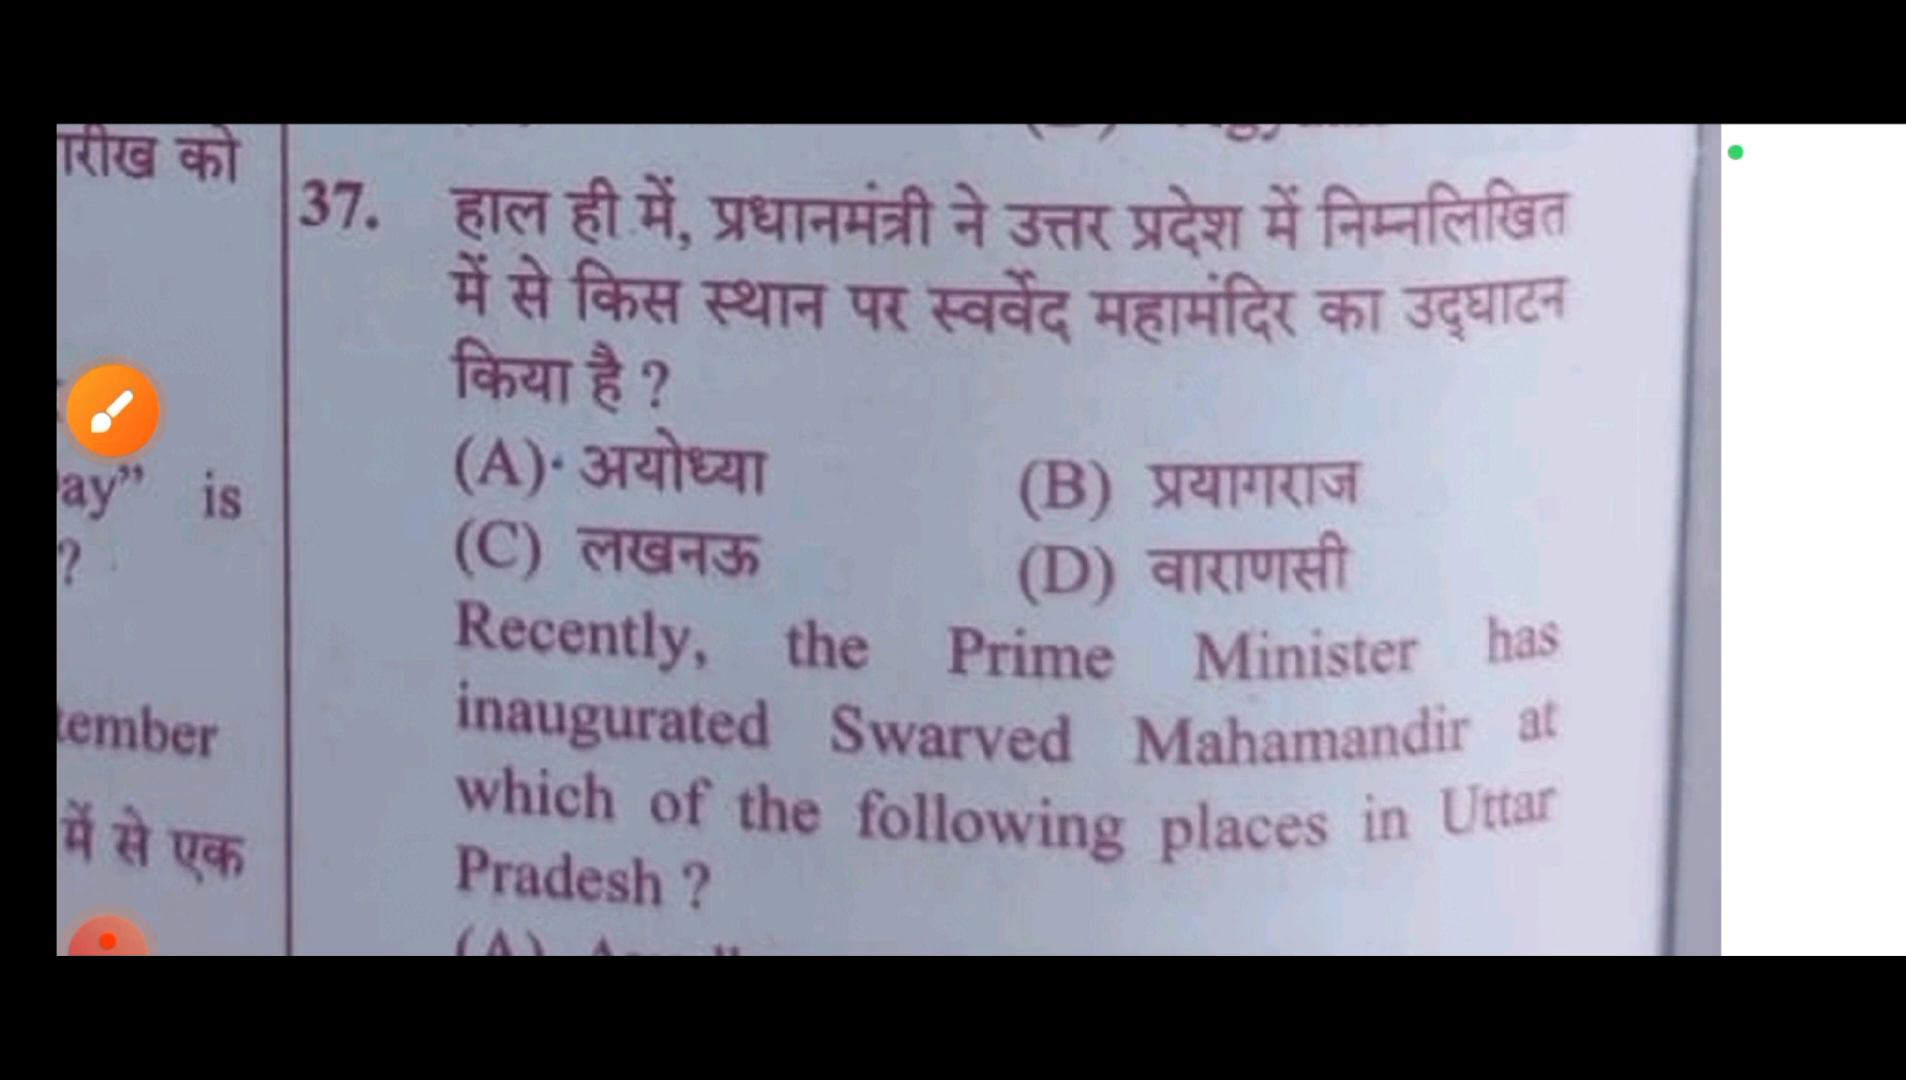 रीख को
ay" is
?
tember
में से एक
37. हाल ही में, प्रधानमंत्री ने उत्तर प्रदेश में निम्नलिखित
में से किस स्थान पर स्वर्वेद महामंदिर का उद्घाटन
किया है ?
(A) अयोध्या (B) प्रयागराज
(C) लखनऊ (D) वाराणसी
Recently, the Prime Minister has
inaugurated Swarved Mahamandir at
which of the following places in Uttar
Pradesh ?
(A)